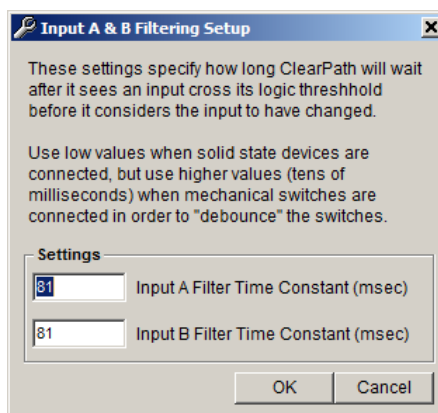 Input A & B Filtering Setup
These settings specify how long ClearPath will wait
after it sees an input cross its logic threshhold
before it considers the input to have changed.
Use low values when solid state devices are
connected, but use higher values (tens of
milliseconds) when mechanical switches are
connected in order to "debounce" the switches.
Settings
81 Input A Filter Time Constant (msec)
81 Input B Filter Time Constant (msec)
OK Cancel